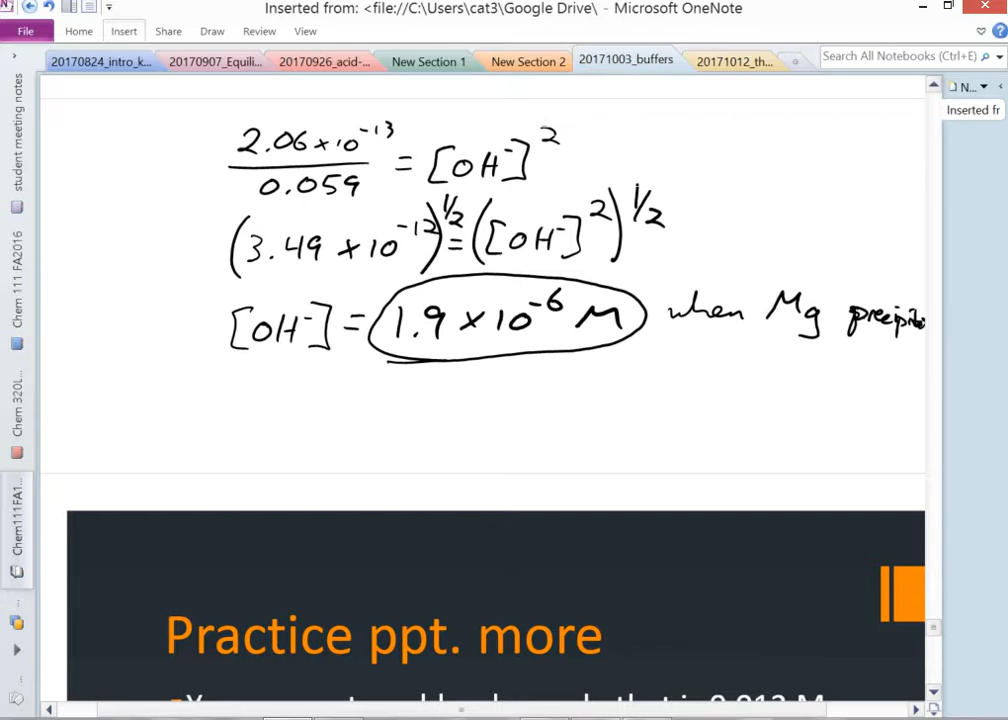 Inserted from: <file://C:\Users\cat3\Google Drive\ - Microsoft OneNote
File Home Insert Share Draw Review View
20170824_intro_k... 20170907_Equili... 20170926_acid-... New Section 1 New Section 2 20171003_buffers 20171012_th... Search All Notebooks (Ctrl+E)
N...
Inserted fr
student meeting notes
Chem 111 FA2016
Chem 320L
Chem111FA1...
2.06 × 10⁻¹³ / 0.059 = [OH⁻]²
(3.49 × 10⁻¹²)^1/2 = ([OH⁻]²)^1/2
[OH⁻] = 1.9 × 10⁻⁶ M when Mg
Practice ppt. more